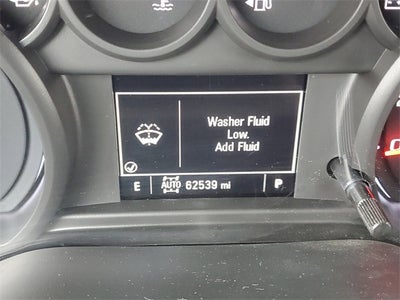 Washer Fluid
Low.
Add Fluid
E AUTO 62539 mi P